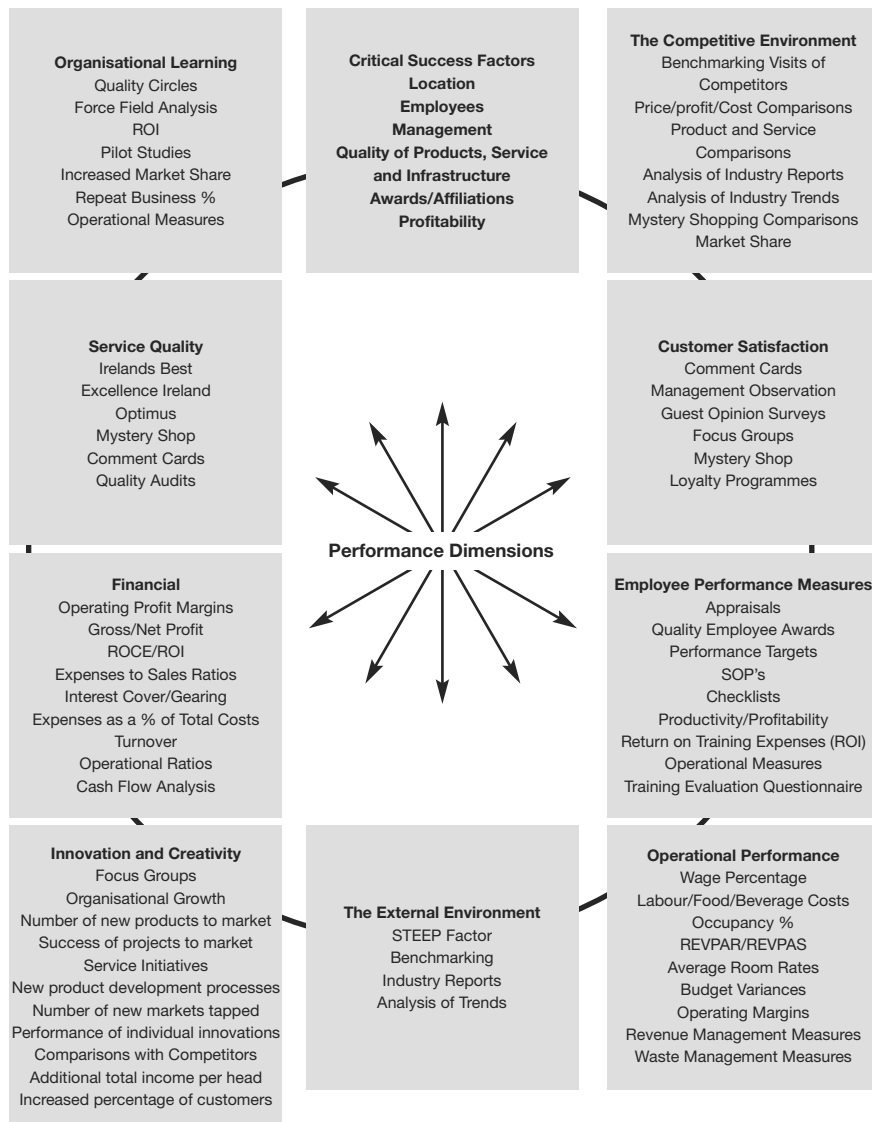 Organisational Learning
Quality Circles
Force Field Analysis
ROI
Pilot Studies
Increased Market Share
Repeat Business %
Operational Measures
Critical Success Factors
Location
Employees
Management
Quality of Products, Service
and Infrastructure
Awards/Affiliations
Profitability
The Competitive Environment
Benchmarking Visits of
Competitors
Price/profit/Cost Comparisons
Product and Service
Comparisons
Analysis of Industry Reports
Analysis of Industry Trends
Mystery Shopping Comparisons
Market Share
Service Quality
Irelands Best
Excellence Ireland
Optimus
Mystery Shop
Comment Cards
Quality Audits
Customer Satisfaction
Comment Cards
Management Observation
Guest Opinion Surveys
Focus Groups
Mystery Shop
Loyalty Programmes
Performance Dimensions
Financial
Operating Profit Margins
Gross/Net Profit
ROCE/ROI
Expenses to Sales Ratios
Interest Cover/Gearing
Expenses as a % of Total Costs
Turnover
Operational Ratios
Cash Flow Analysis
Employee Performance Measures
Appraisals
Quality Employee Awards
Performance Targets
SOP's
Checklists
Productivity/Profitability
Return on Training Expenses (ROI)
Operational Measures
Training Evaluation Questionnaire
Innovation and Creativity
Focus Groups
Organisational Growth
Number of new products to market
Success of projects to market
Service Initiatives
New product development processes
Number of new markets tapped
Performance of individual innovations
Comparisons with Competitors
Additional total income per head
Increased percentage of customers
The External Environment
STEEP Factor
Benchmarking
Industry Reports
Analysis of Trends
Operational Performance
Wage Percentage
Labour/Food/Beverage Costs
Occupancy %
REVPAR/REVPAS
Average Room Rates
Budget Variances
Operating Margins
Revenue Management Measures
Waste Management Measures